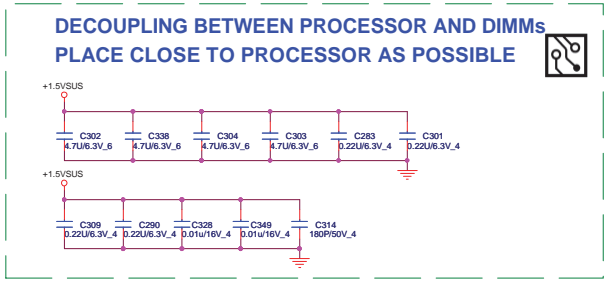 DECOUPLING BETWEEN PROCESSOR AND DIMMs
PLACE CLOSE TO PROCESSOR AS POSSIBLE
+1.5VSUS
C302 C338 C304 C303 C283 C301
4.7U/6.3V_6 4.7U/6.3V_6 4.7U/6.3V_6 4.7U/6.3V_6 0.22U/6.3V_4 0.22U/6.3V_4
+1.5VSUS
C309 C290 C328 C349 C314
0.22U/6.3V_4 0.22U/6.3V_4 0.01u/16V_4 0.01u/16V_4 180P/50V_4